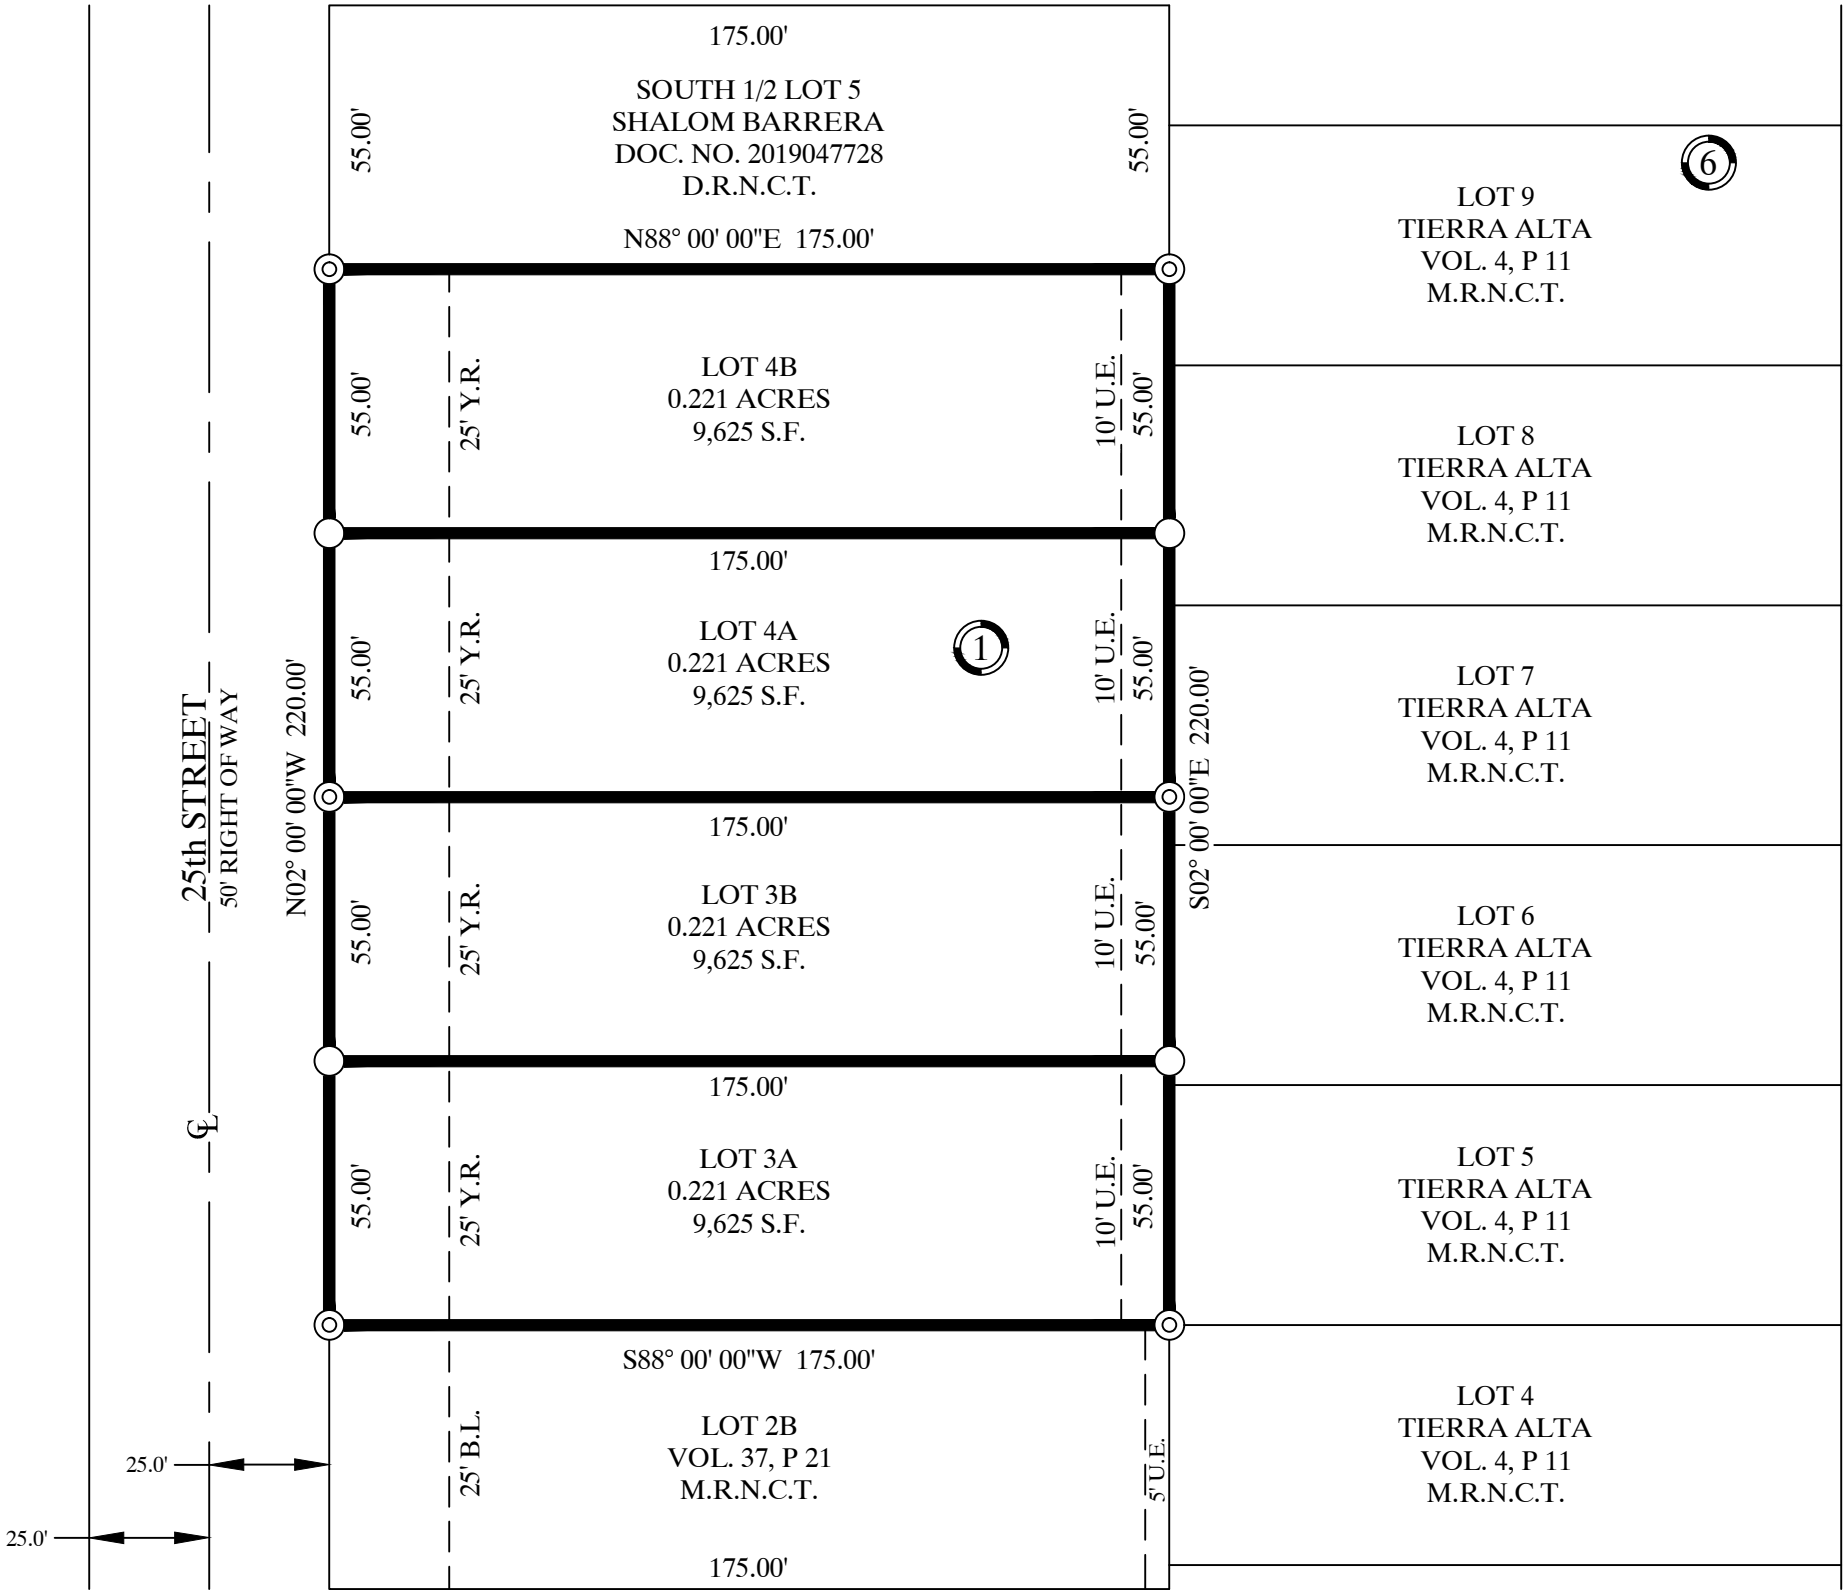 175.00'
SOUTH 1/2 LOT 5
SHALOM BARRERA
DOC. NO. 2019047728
D.R.N.C.T.
55.00'
55.00'
N88° 00' 00"E 175.00'
6
LOT 9
TIERRA ALTA
VOL. 4, P 11
M.R.N.C.T.
55.00'
25' Y.R.
LOT 4B
0.221 ACRES
9,625 S.F.
10' U.E.
55.00'
LOT 8
TIERRA ALTA
VOL. 4, P 11
M.R.N.C.T.
175.00'
55.00'
25' Y.R.
LOT 4A
0.221 ACRES
9,625 S.F.
1
10' U.E.
55.00'
LOT 7
TIERRA ALTA
VOL. 4, P 11
M.R.N.C.T.
25th STREET
50' RIGHT OF WAY
N02° 00' 00"W 220.00'
S02° 00' 00"E 220.00'
175.00'
55.00'
25' Y.R.
LOT 3B
0.221 ACRES
9,625 S.F.
10' U.E.
55.00'
LOT 6
TIERRA ALTA
VOL. 4, P 11
M.R.N.C.T.
175.00'
CL
55.00'
25' Y.R.
LOT 3A
0.221 ACRES
9,625 S.F.
10' U.E.
55.00'
LOT 5
TIERRA ALTA
VOL. 4, P 11
M.R.N.C.T.
S88° 00' 00"W 175.00'
25' B.L.
LOT 2B
VOL. 37, P 21
M.R.N.C.T.
5' U.E.
LOT 4
TIERRA ALTA
VOL. 4, P 11
M.R.N.C.T.
25.0'
25.0'
175.00'